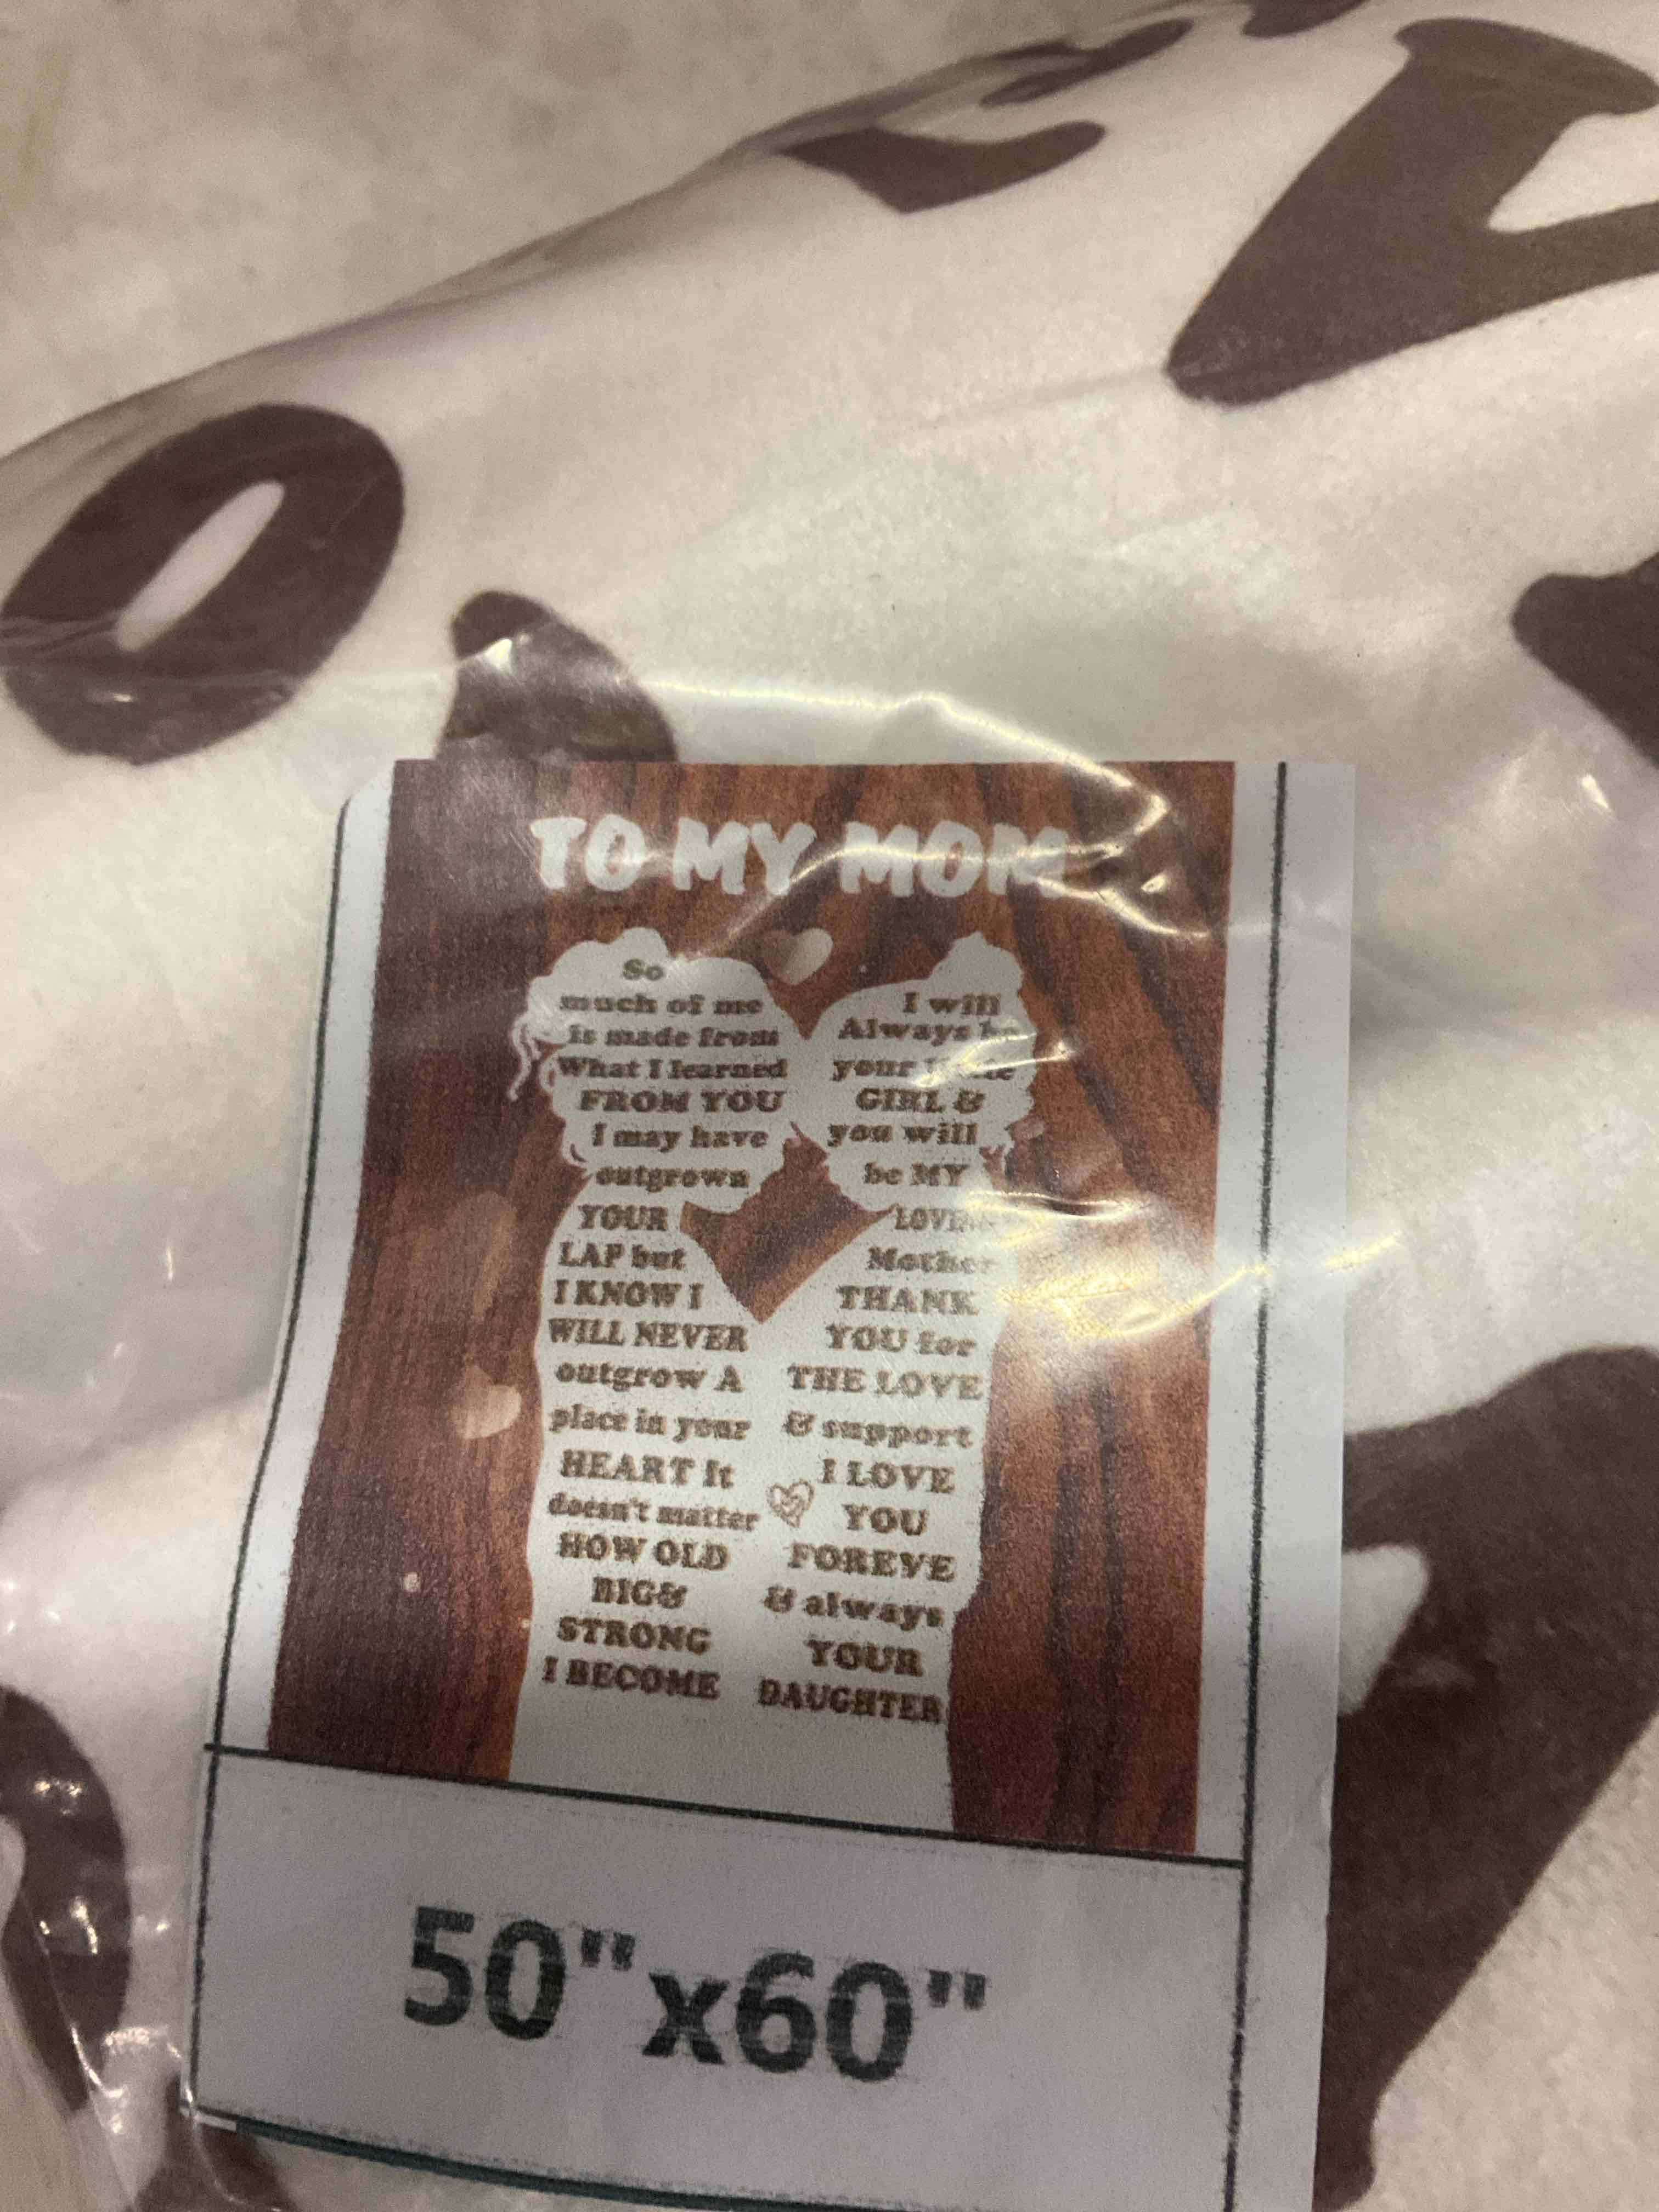 TO MY MOM
So
much of me
is made from
What I learned
FROM YOU
I may have
outgrown
YOUR
LAP but
I KNOW I
WILL NEVER
outgrow A
place in your
HEART It
doesn't matter
HOW OLD
BIG&
STRONG
I BECOME
I will
Always
your
GIRL &
you will
be MY
Mother
THANK
YOU for
THE LOVE
& support
I LOVE
YOU
FOREVE
& always
YOUR
DAUGHTER
50"x60"